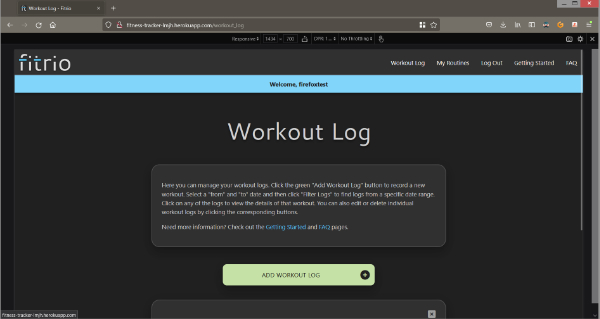 Workout Log - Fitrio
fitness-tracker-lmjh.herokuapp.com/workout_log
Responsive 1434 × 700 DPR: 1... No Throttling
fitrio
Workout Log My Routines Log Out Getting Started FAQ
Welcome, firefoxtest
Workout Log
Here you can manage your workout logs. Click the green "Add Workout Log" button to record a new
workout. Select a "from" and "to" date and then click "Filter Logs" to find logs from a specific date range.
Click on any of the logs to view the details of that workout. You can also edit or delete individual
workout logs by clicking the corresponding buttons.
Need more information? Check out the Getting Started and FAQ pages.
ADD WORKOUT LOG
fitness-tracker-lmjh.herokuapp.com